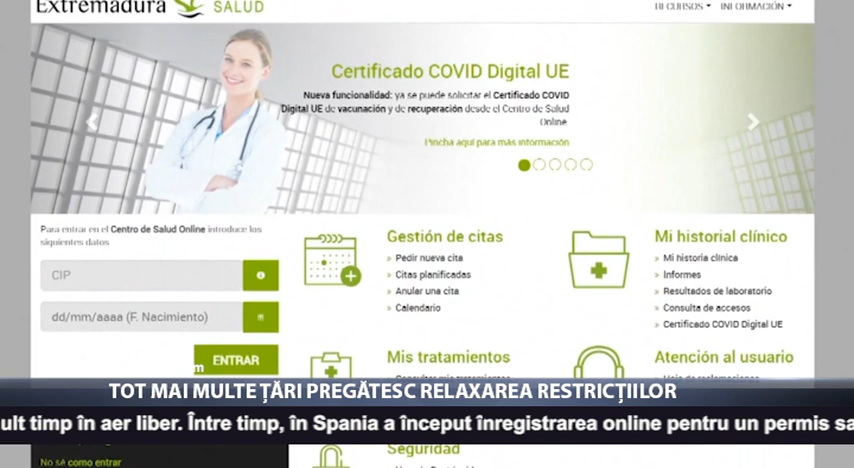 Extremadura SALUD
RECURSOS INFORMACIÓN
Certificado COVID Digital UE
Nueva funcionalidad: ya se puede solicitar el Certificado COVID
Digital UE de vacunación y de recuperación desde el Centro de Salud
Online.
Pincha aquí para más información
Para entrar en el Centro de Salud Online introduce los
siguientes datos
CIP
dd/mm/aaaa (F. Nacimiento)
ENTRAR
Gestión de citas
» Pedir nueva cita
» Citas planificadas
» Anular una cita
» Calendario
Mi historial clínico
» Mi historia clínica
» Informes
» Resultados de laboratorio
» Consulta de accesos
» Certificado COVID Digital UE
Mis tratamientos
Atención al usuario
TOT MAI MULTE ȚĂRI PREGĂTESC RELAXAREA RESTRICȚIILOR
ult timp în aer liber. Între timp, în Spania a început înregistrarea online pentru un permis sa
No sé como entrar
Seguridad